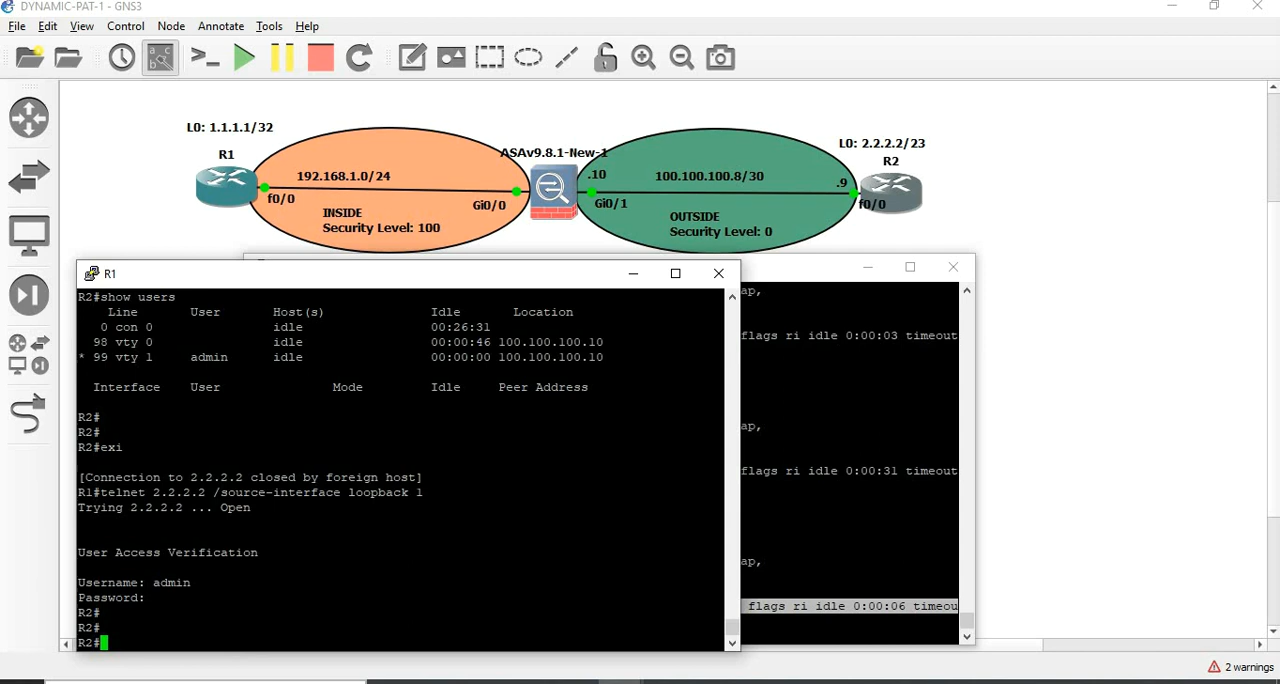 DYNAMIC-PAT-1 - GNS3
File Edit View Control Node Annotate Tools Help
L0: 1.1.1.1/32
R1
192.168.1.0/24
f0/0
Gi0/0
INSIDE
Security Level: 100
ASAv9.8.1-New-1
.10
Gi0/1
100.100.100.8/30
OUTSIDE
Security Level: 0
L0: 2.2.2.2/23
R2
.9
f0/0
R1
R2#show users
Line User Host(s) Idle Location
0 con 0 idle 00:26:31
98 vty 0 idle 00:00:46 100.100.100.10
* 99 vty 1 admin idle 00:00:00 100.100.100.10
Interface User Mode Idle Peer Address
R2#
R2#
R2#exi
[Connection to 2.2.2.2 closed by foreign host]
R1#telnet 2.2.2.2 /source-interface loopback 1
Trying 2.2.2.2 ... Open
User Access Verification
Username: admin
Password:
R2#
R2#
R2#
ap,
flags ri idle 0:00:03 timeout
ap,
flags ri idle 0:00:31 timeout
ap,
flags ri idle 0:00:06 timeou
2 warnings